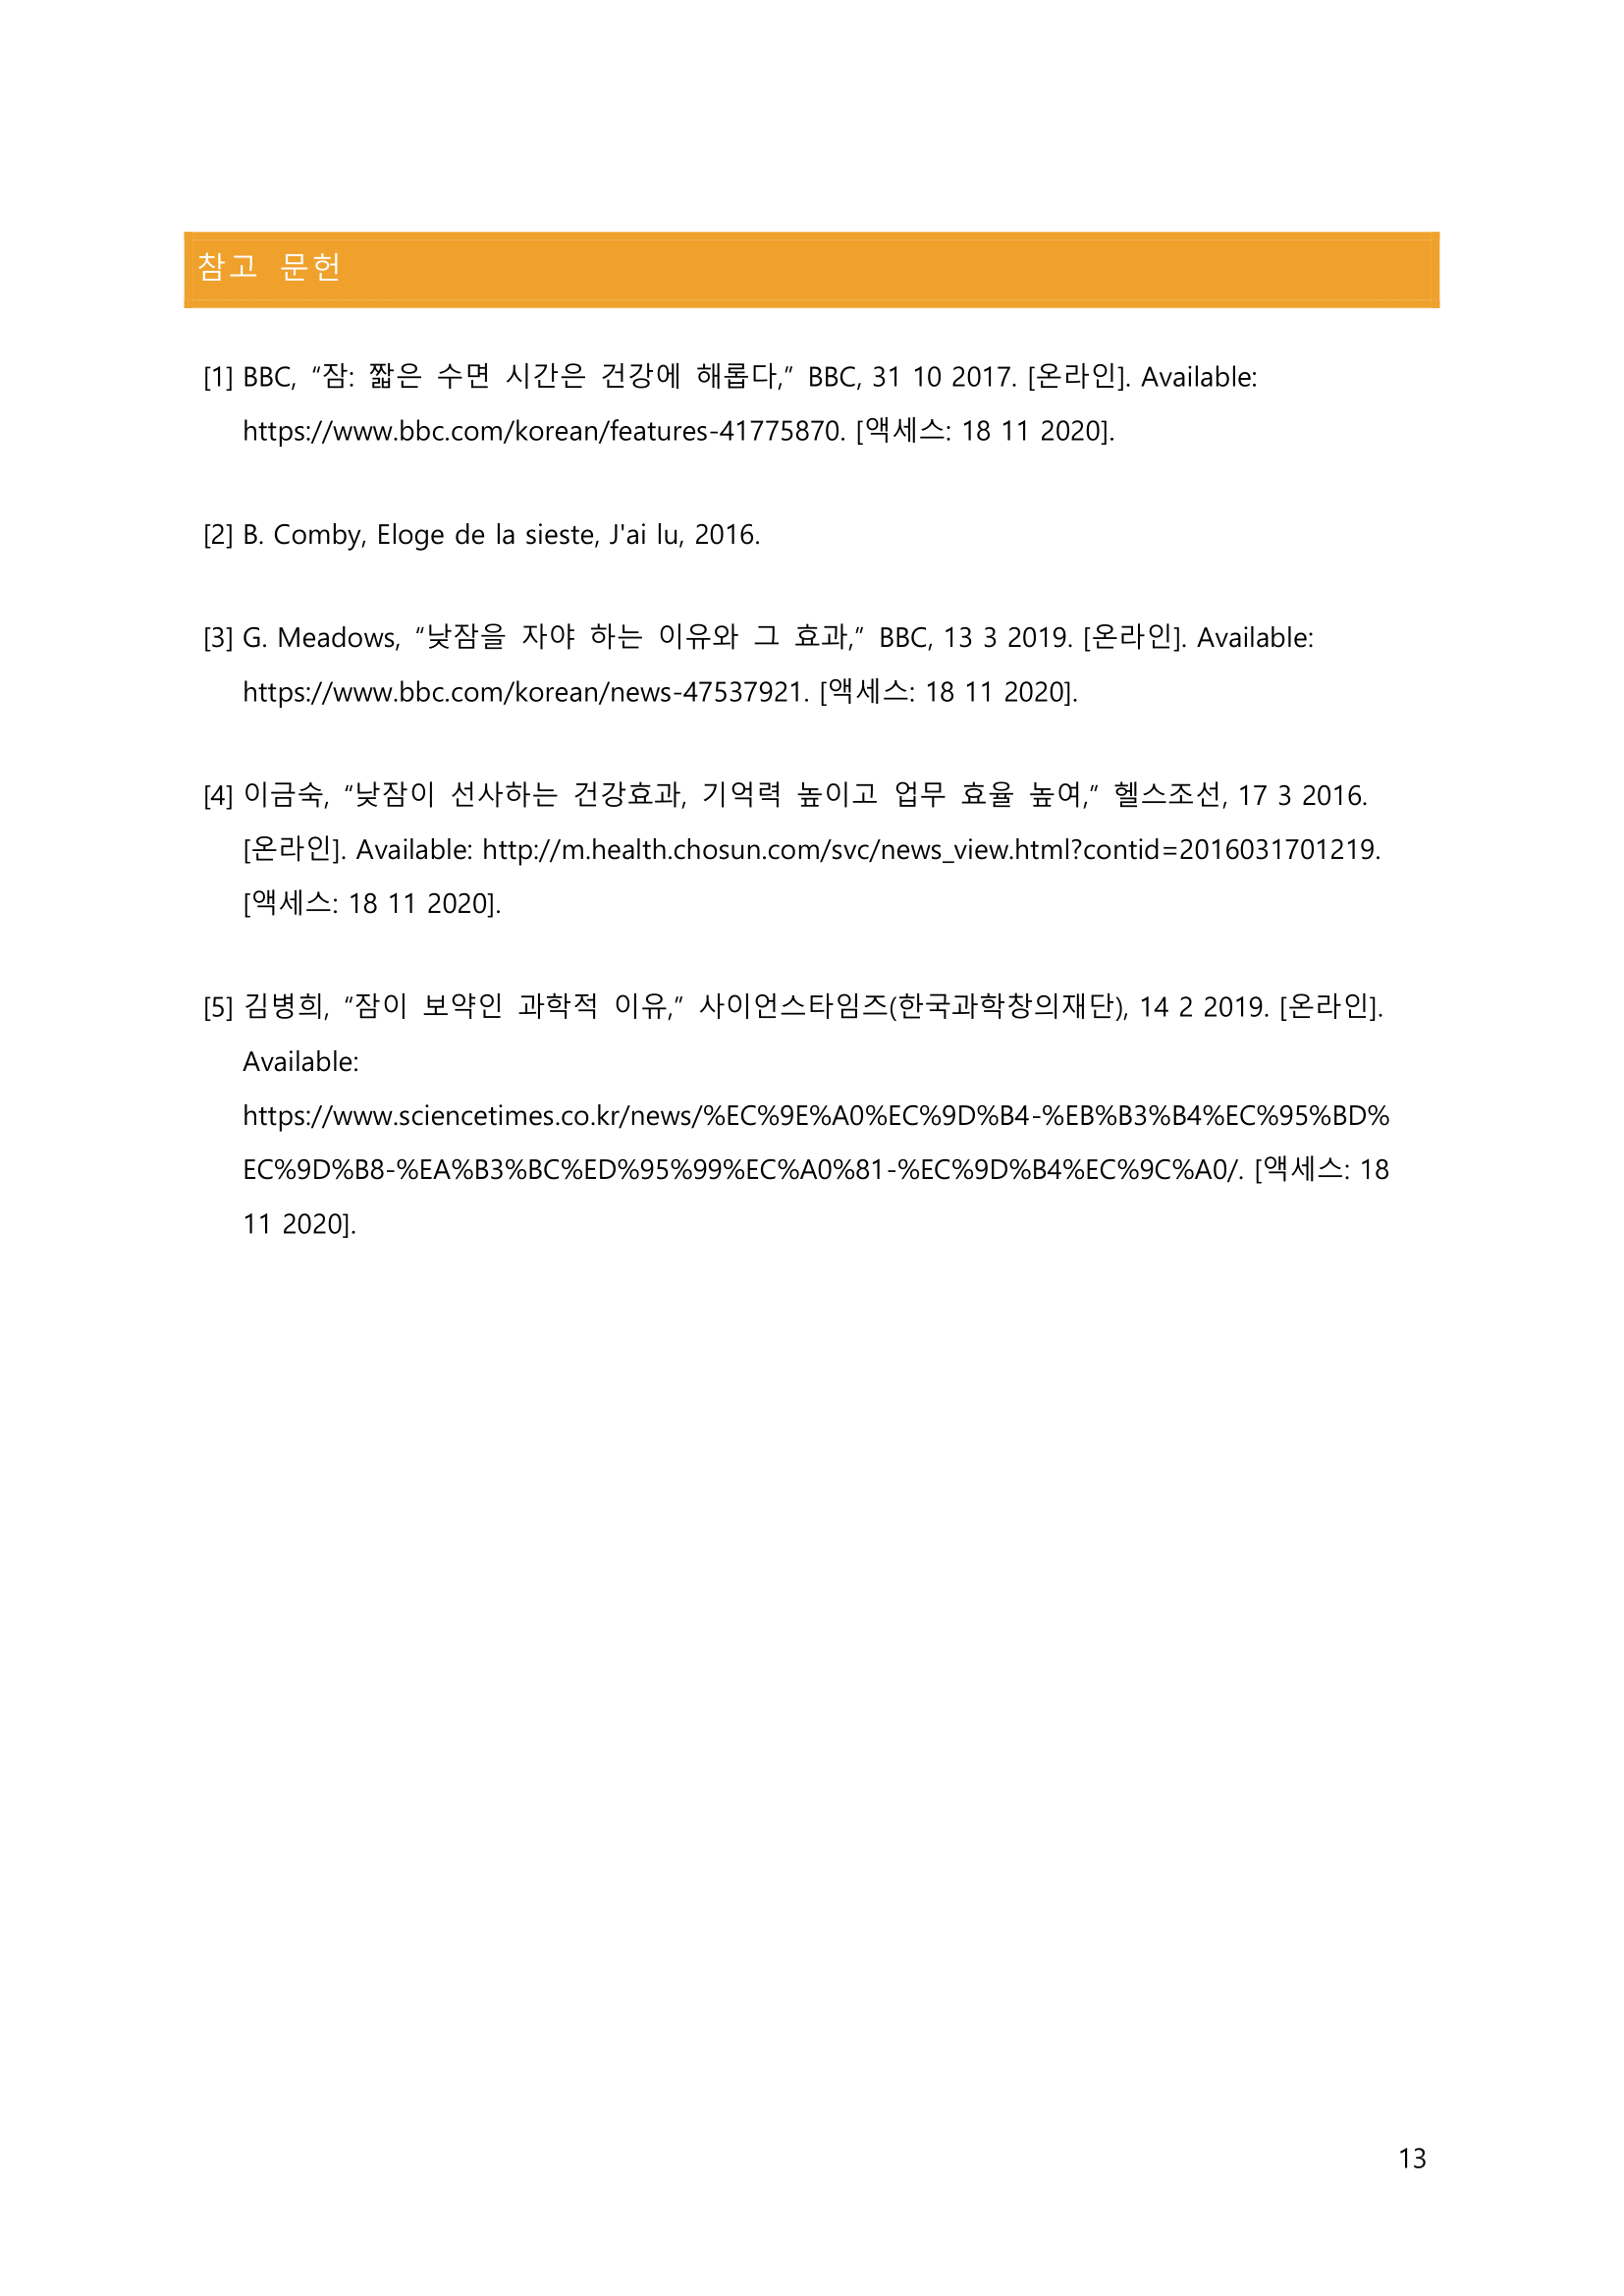 참고 문헌
[1] BBC, “잠: 짧은 수면 시간은 건강에 해롭다,” BBC, 31 10 2017. [온라인]. Available:
https://www.bbc.com/korean/features-41775870. [액세스: 18 11 2020].
[2] B. Comby, Eloge de la sieste, J'ai lu, 2016.
[3] G. Meadows, “낮잠을 자야 하는 이유와 그 효과,” BBC, 13 3 2019. [온라인]. Available:
https://www.bbc.com/korean/news-47537921. [액세스: 18 11 2020].
[4] 이금숙, “낮잠이 선사하는 건강효과, 기억력 높이고 업무 효율 높여,” 헬스조선, 17 3 2016.
[온라인]. Available: http://m.health.chosun.com/svc/news_view.html?contid=2016031701219.
[액세스: 18 11 2020].
[5] 김병희, “잠이 보약인 과학적 이유,” 사이언스타임즈(한국과학창의재단), 14 2 2019. [온라인].
Available:
https://www.sciencetimes.co.kr/news/%EC%9E%A0%EC%9D%B4-%EB%B3%B4%EC%95%BD%
EC%9D%B8-%EA%B3%BC%ED%95%99%EC%A0%81-%EC%9D%B4%EC%9C%A0/. [액세스: 18
11 2020].
13